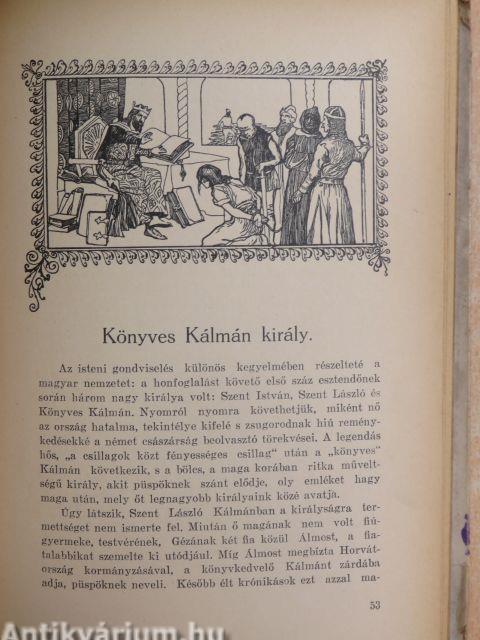 Könyves Kálmán király.
Az isteni gondviselés különös kegyelmében részelteté a
magyar nemzetet: a honfoglalást követő első száz esztendőnek
során három nagy királya volt: Szent István, Szent László és
Könyves Kálmán. Nyomról nyomra követhetjük, miként nő
az ország hatalma, tekintélye kifelé s zsugorodnak hiú remény-
kedésekké a német császárság beolvasztó törekvései. A legendás
hős, „a csillagok közt fényességes csillag" után a „könyves"
Kálmán következik, s a bölcs, a maga korában ritka művelt-
ségű király, akit püspöknek szánt elődje, oly emléket hagy
maga után, mely őt legnagyobb királyaink közé avatja.
Úgy látszik, Szent László Kálmánban a királyságra ter-
mettséget nem ismerte fel. Miután ő magának nem volt fiú-
gyermeke, testvérének, Gézának két fia közül Álmost, a fia-
talabbikat szemelte ki utódjául. Míg Álmost megbízta Horvát-
ország kormányzásával, a könyvkedvelő Kálmánt zárdába
adja, püspöknek neveli. Később élt krónikások ezt azzal ma-
53
Antikvárium.hu